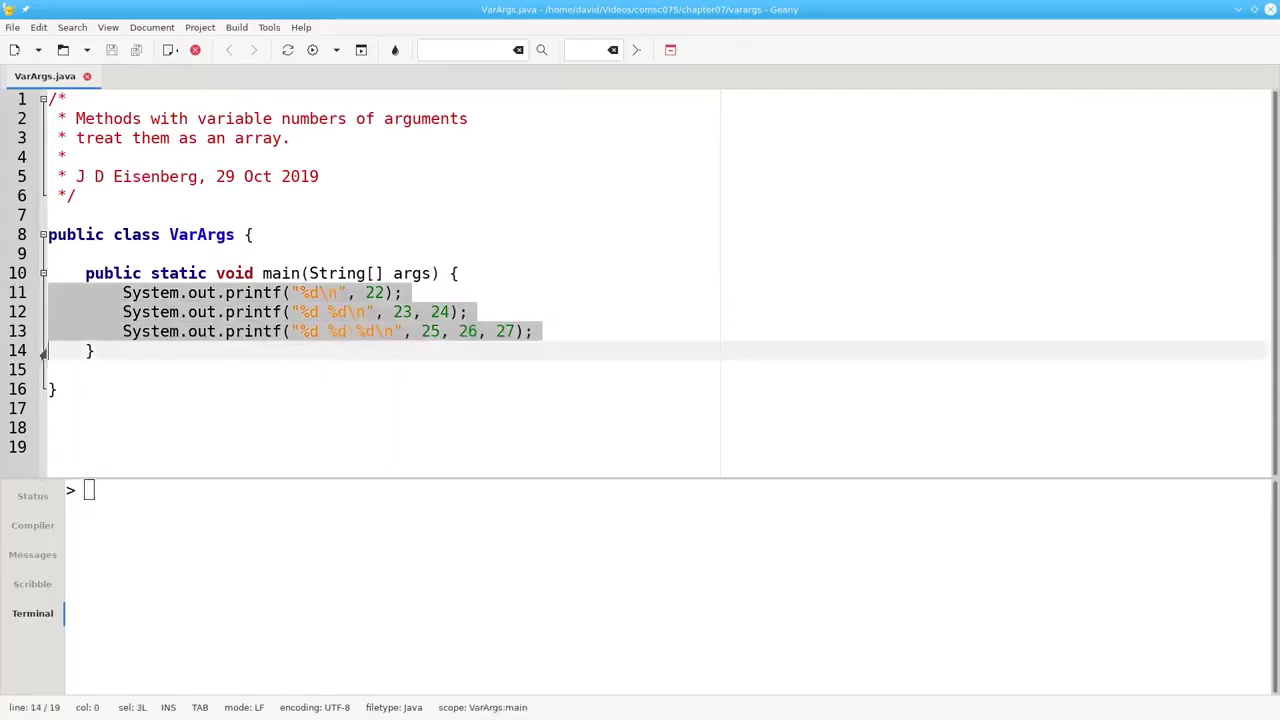 VarArgs.java - /home/david/Videos/comsc075/chapter07/varargs - Geany
File Edit Search View Document Project Build Tools Help
VarArgs.java
1 /*
2  * Methods with variable numbers of arguments
3  * treat them as an array.
4  *
5  * J D Eisenberg, 29 Oct 2019
6  */
7
8 public class VarArgs {
9
10     public static void main(String[] args) {
11         System.out.printf("%d\n", 22);
12         System.out.printf("%d %d\n", 23, 24);
13         System.out.printf("%d %d %d\n", 25, 26, 27);
14     }
15
16 }
17
18
19
Status
> 
Compiler
Messages
Scribble
Terminal
line: 14 / 19 col: 0 sel: 3L INS TAB mode: LF encoding: UTF-8 filetype: Java scope: VarArgs:main